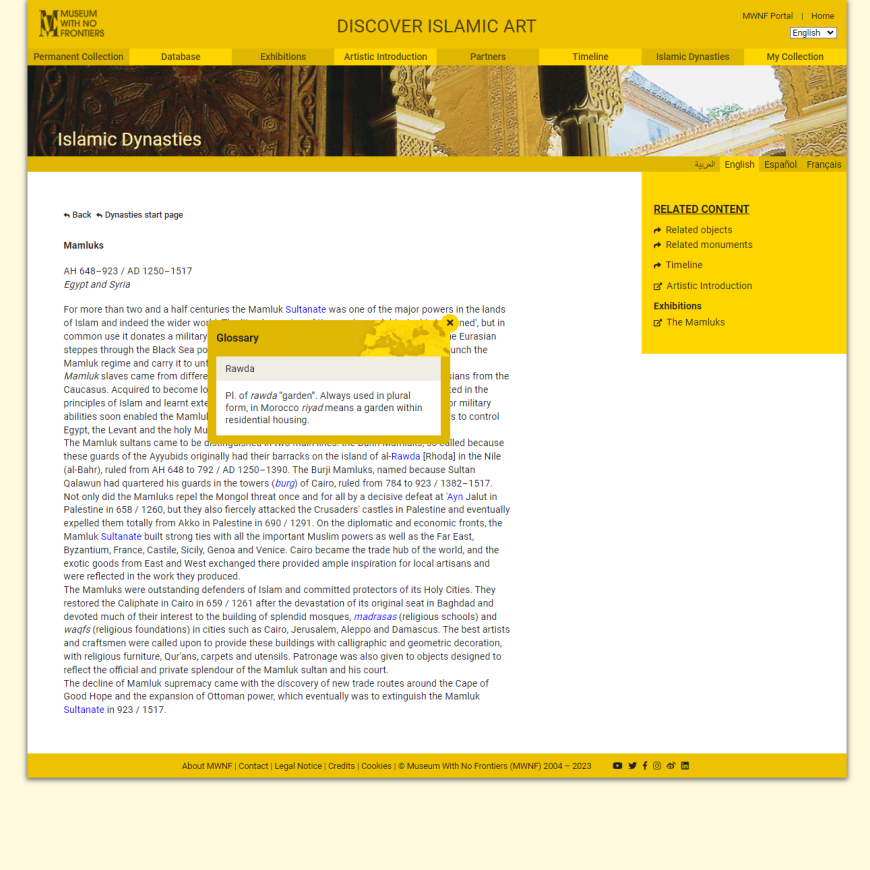 MUSEUM
WITH NO
FRONTIERS
DISCOVER ISLAMIC ART
MWNF Portal | Home
English
Permanent Collection Database Exhibitions Artistic Introduction Partners Timeline Islamic Dynasties My Collection
Islamic Dynasties
العربية English Español Français
Back Dynasties start page
Mamluks
AH 648–923 / AD 1250–1517
Egypt and Syria
For more than two and a half centuries the Mamluk Sultanate was one of the major powers in the lands
of Islam and indeed the wider
ned', but in
common use it donates a military
he Eurasian
steppes through the Black Sea
unch the
Mamluk regime and carry it to
Mamluk slaves came from
sians from the
Caucasus. Acquired to become
ted in the
principles of Islam and learnt
or military
abilities soon enabled the
s to control
Egypt, the Levant and the holy
Glossary
Rawda
Pl. of rawda "garden". Always used in plural
form, in Morocco riyad means a garden within
residential housing.
The Mamluk sultans came to be distinguished in two main lines: the Bahri Mamluks, so called because
these guards of the Ayyubids originally had their barracks on the island of al-Rawda [Rhoda] in the Nile
(al-Bahr), ruled from AH 648 to 792 / AD 1250–1390. The Burji Mamluks, named because Sultan
Qalawun had quartered his guards in the towers (burg) of Cairo, ruled from 784 to 923 / 1382–1517.
Not only did the Mamluks repel the Mongol threat once and for all by a decisive defeat at 'Ayn Jalut in
Palestine in 658 / 1260, but they also fiercely attacked the Crusaders' castles in Palestine and eventually
expelled them totally from Akko in Palestine in 690 / 1291. On the diplomatic and economic fronts, the
Mamluk Sultanate built strong ties with all the important Muslim powers as well as the Far East,
Byzantium, France, Castile, Sicily, Genoa and Venice. Cairo became the trade hub of the world, and the
exotic goods from East and West exchanged there provided ample inspiration for local artisans and
were reflected in the work they produced.
The Mamluks were outstanding defenders of Islam and committed protectors of its Holy Cities. They
restored the Caliphate in Cairo in 659 / 1261 after the devastation of its original seat in Baghdad and
devoted much of their interest to the building of splendid mosques, madrasas (religious schools) and
waqfs (religious foundations) in cities such as Cairo, Jerusalem, Aleppo and Damascus. The best artists
and craftsmen were called upon to provide these buildings with calligraphic and geometric decoration,
with religious furniture, Qur'ans, carpets and utensils. Patronage was also given to objects designed to
reflect the official and private splendour of the Mamluk sultan and his court.
The decline of Mamluk supremacy came with the discovery of new trade routes around the Cape of
Good Hope and the expansion of Ottoman power, which eventually was to extinguish the Mamluk
Sultanate in 923 / 1517.
RELATED CONTENT
Related objects
Related monuments
Timeline
Artistic Introduction
Exhibitions
The Mamluks
About MWNF | Contact | Legal Notice | Credits | Cookies | © Museum With No Frontiers (MWNF) 2004 – 2023